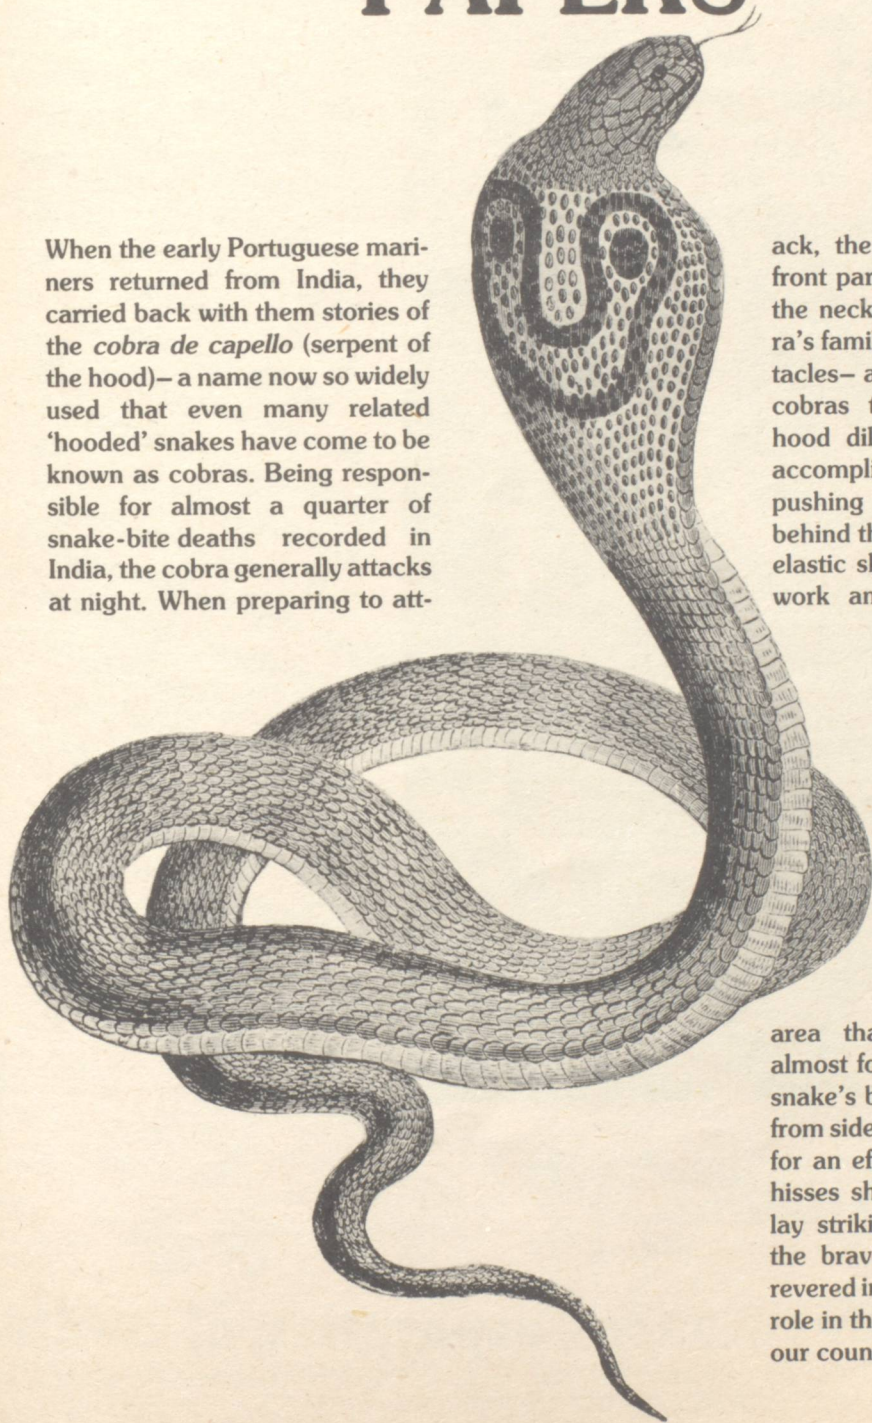 PAPERS
When the early Portuguese mari-
ners returned from India, they
carried back with them stories of
the cobra de capello (serpent of
the hood)– a name now so widely
used that even many related
‘hooded’ snakes have come to be
known as cobras. Being respon-
sible for almost a quarter of
snake-bite deaths recorded in
India, the cobra generally attacks
at night. When preparing to att-
ack, the
front par
the neck
ra’s fami
tacles– a
cobras t
hood dil
accompli
pushing
behind th
elastic sk
work an
area tha
almost fo
snake’s b
from side
for an ef
hisses sh
lay striki
the brav
revered in
role in th
our coun